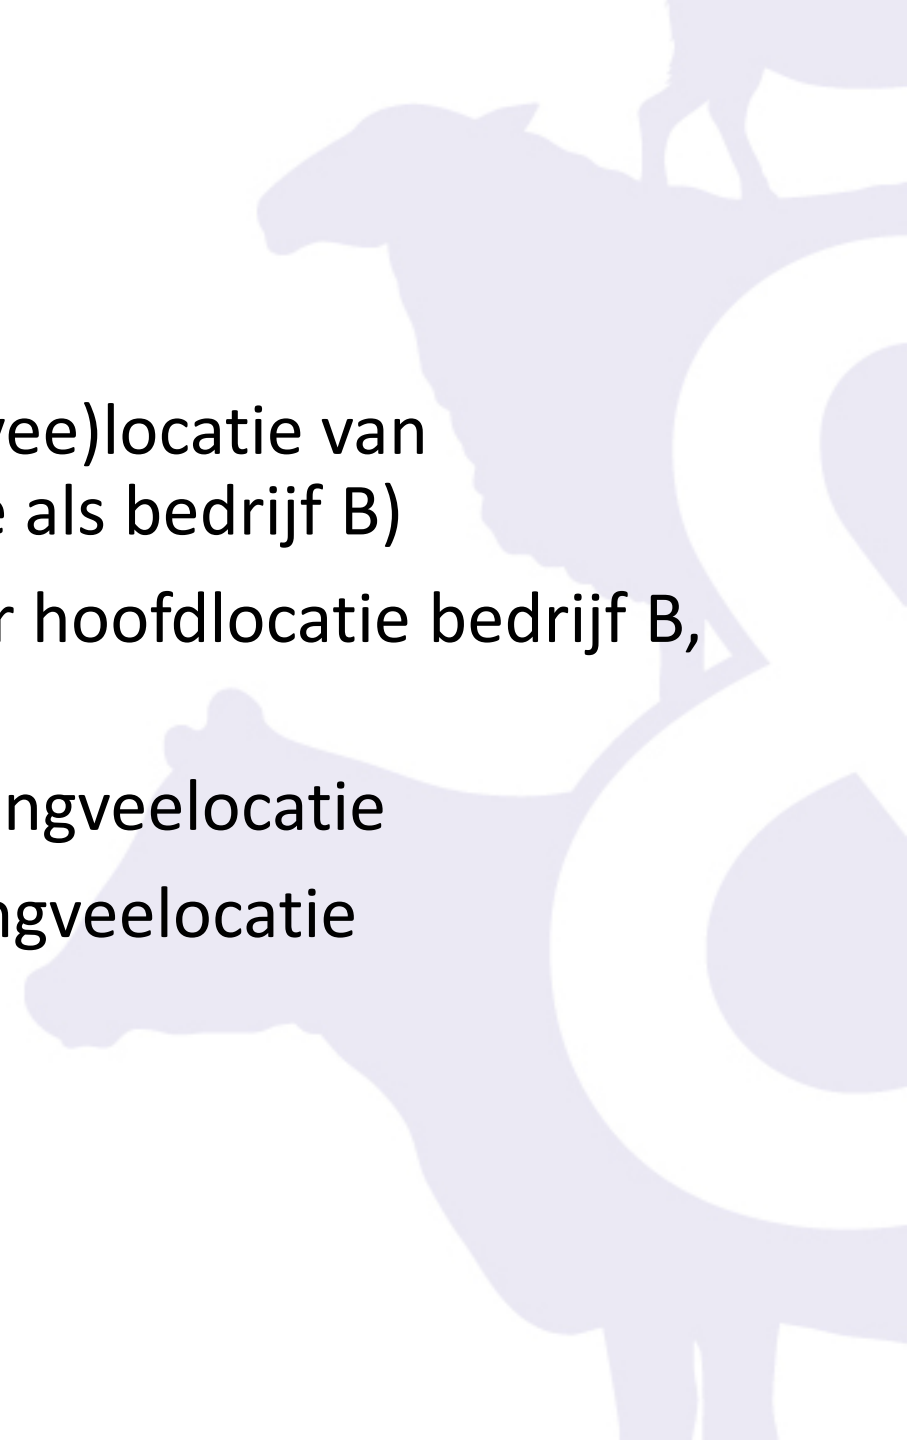 vee)locatie van
als bedrijf B)
hoofdlocatie bedrijf B,
ngveelocatie
ngveelocatie